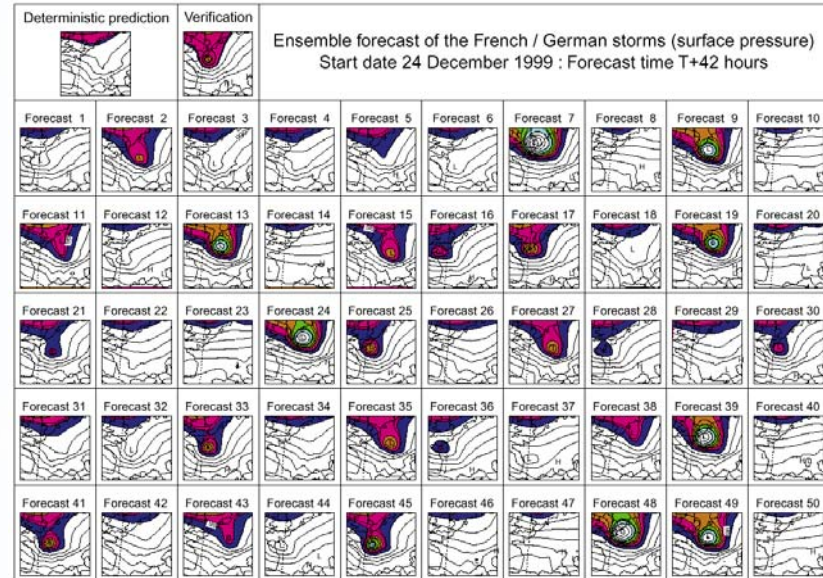 Deterministic prediction
Verification
Ensemble forecast of the French / German storms (surface pressure)
Start date 24 December 1999 : Forecast time T+42 hours
Forecast 1 Forecast 2 Forecast 3 Forecast 4 Forecast 5 Forecast 6 Forecast 7 Forecast 8 Forecast 9 Forecast 10
Forecast 11 Forecast 12 Forecast 13 Forecast 14 Forecast 15 Forecast 16 Forecast 17 Forecast 18 Forecast 19 Forecast 20
Forecast 21 Forecast 22 Forecast 23 Forecast 24 Forecast 25 Forecast 26 Forecast 27 Forecast 28 Forecast 29 Forecast 30
Forecast 31 Forecast 32 Forecast 33 Forecast 34 Forecast 35 Forecast 36 Forecast 37 Forecast 38 Forecast 39 Forecast 40
Forecast 41 Forecast 42 Forecast 43 Forecast 44 Forecast 45 Forecast 46 Forecast 47 Forecast 48 Forecast 49 Forecast 50